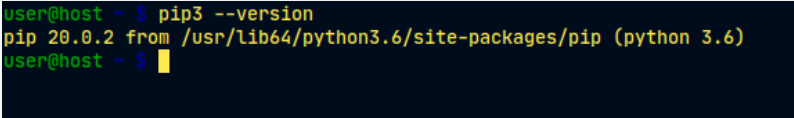 user@host ~ $ pip3 --version
pip 20.0.2 from /usr/lib64/python3.6/site-packages/pip (python 3.6)
user@host ~ $